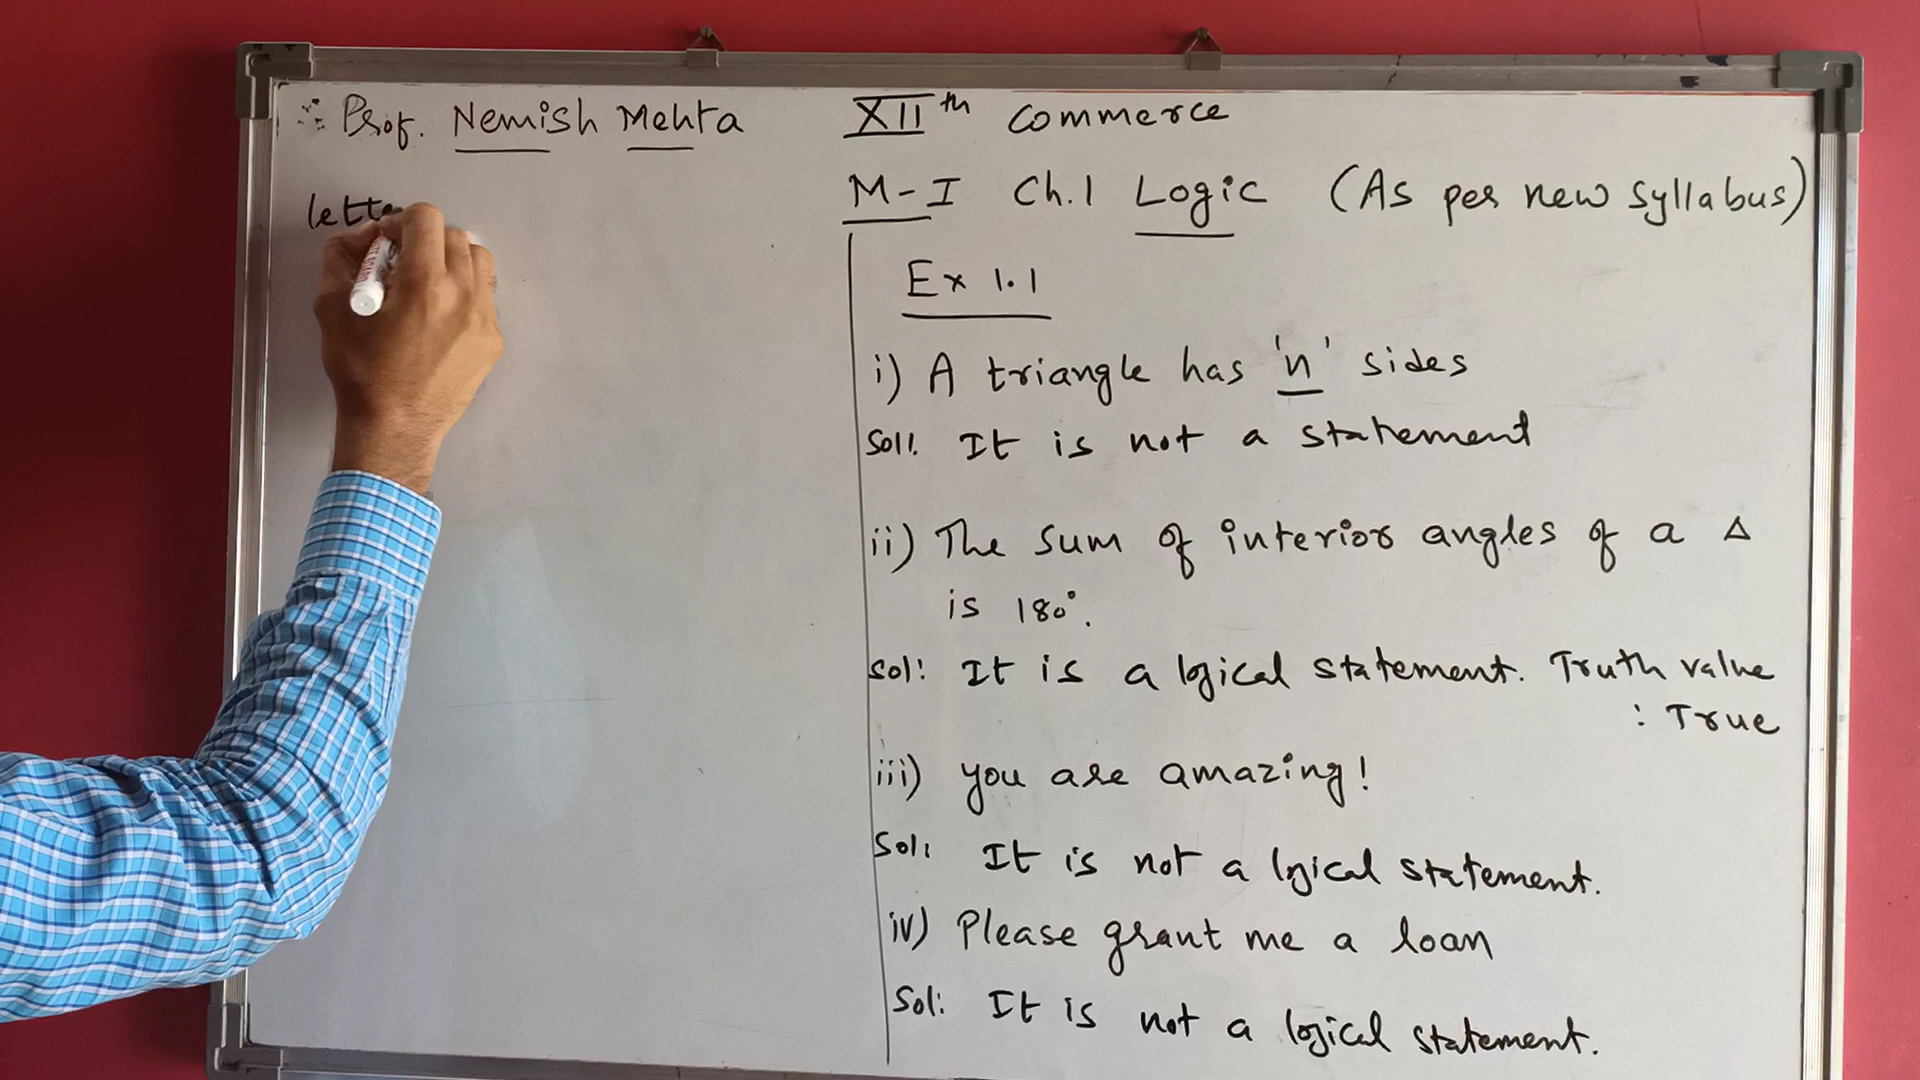 ∴ Prof. Nemish Mehta
lette
XIIth commerce
M-I Ch.1 Logic (As per new syllabus)
Ex 1.1
i) A triangle has 'n' sides
Sol: It is not a statement
ii) The sum of interior angles of a Δ
is 180°.
Sol: It is a logical statement. Truth value
: True
iii) you are amazing!
Sol: It is not a logical statement.
iv) Please grant me a loan
Sol: It is not a logical statement.